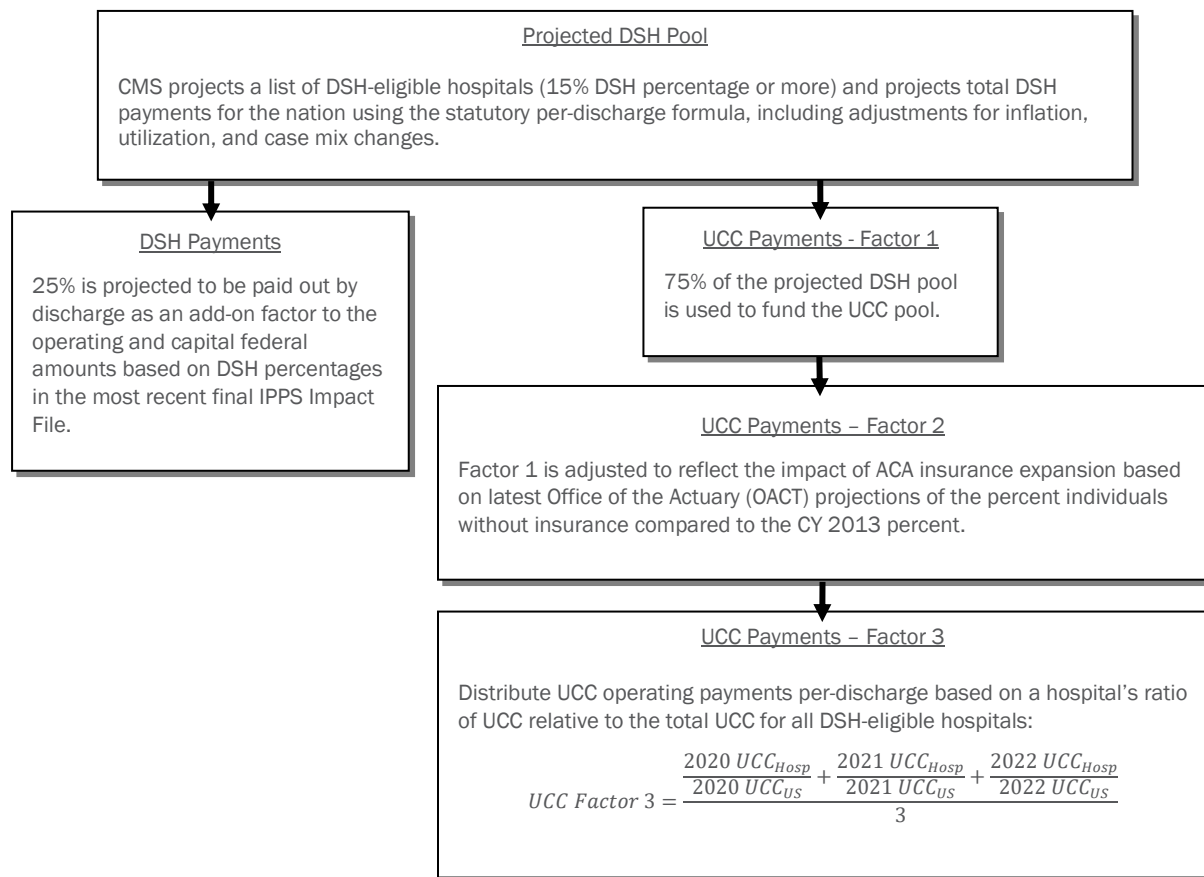 Projected DSH Pool
CMS projects a list of DSH-eligible hospitals (15% DSH percentage or more) and projects total DSH
payments for the nation using the statutory per-discharge formula, including adjustments for inflation,
utilization, and case mix changes.
DSH Payments
25% is projected to be paid out by
discharge as an add-on factor to the
operating and capital federal
amounts based on DSH percentages
in the most recent final IPPS Impact
File.
UCC Payments - Factor 1
75% of the projected DSH pool
is used to fund the UCC pool.
UCC Payments – Factor 2
Factor 1 is adjusted to reflect the impact of ACA insurance expansion based
on latest Office of the Actuary (OACT) projections of the percent individuals
without insurance compared to the CY 2013 percent.
UCC Payments – Factor 3
Distribute UCC operating payments per-discharge based on a hospital's ratio
of UCC relative to the total UCC for all DSH-eligible hospitals:
2020 UCC_Hosp 2021 UCC_Hosp 2022 UCC_Hosp
+ +
2020 UCC_US 2021 UCC_US 2022 UCC_US
UCC Factor 3 =
3